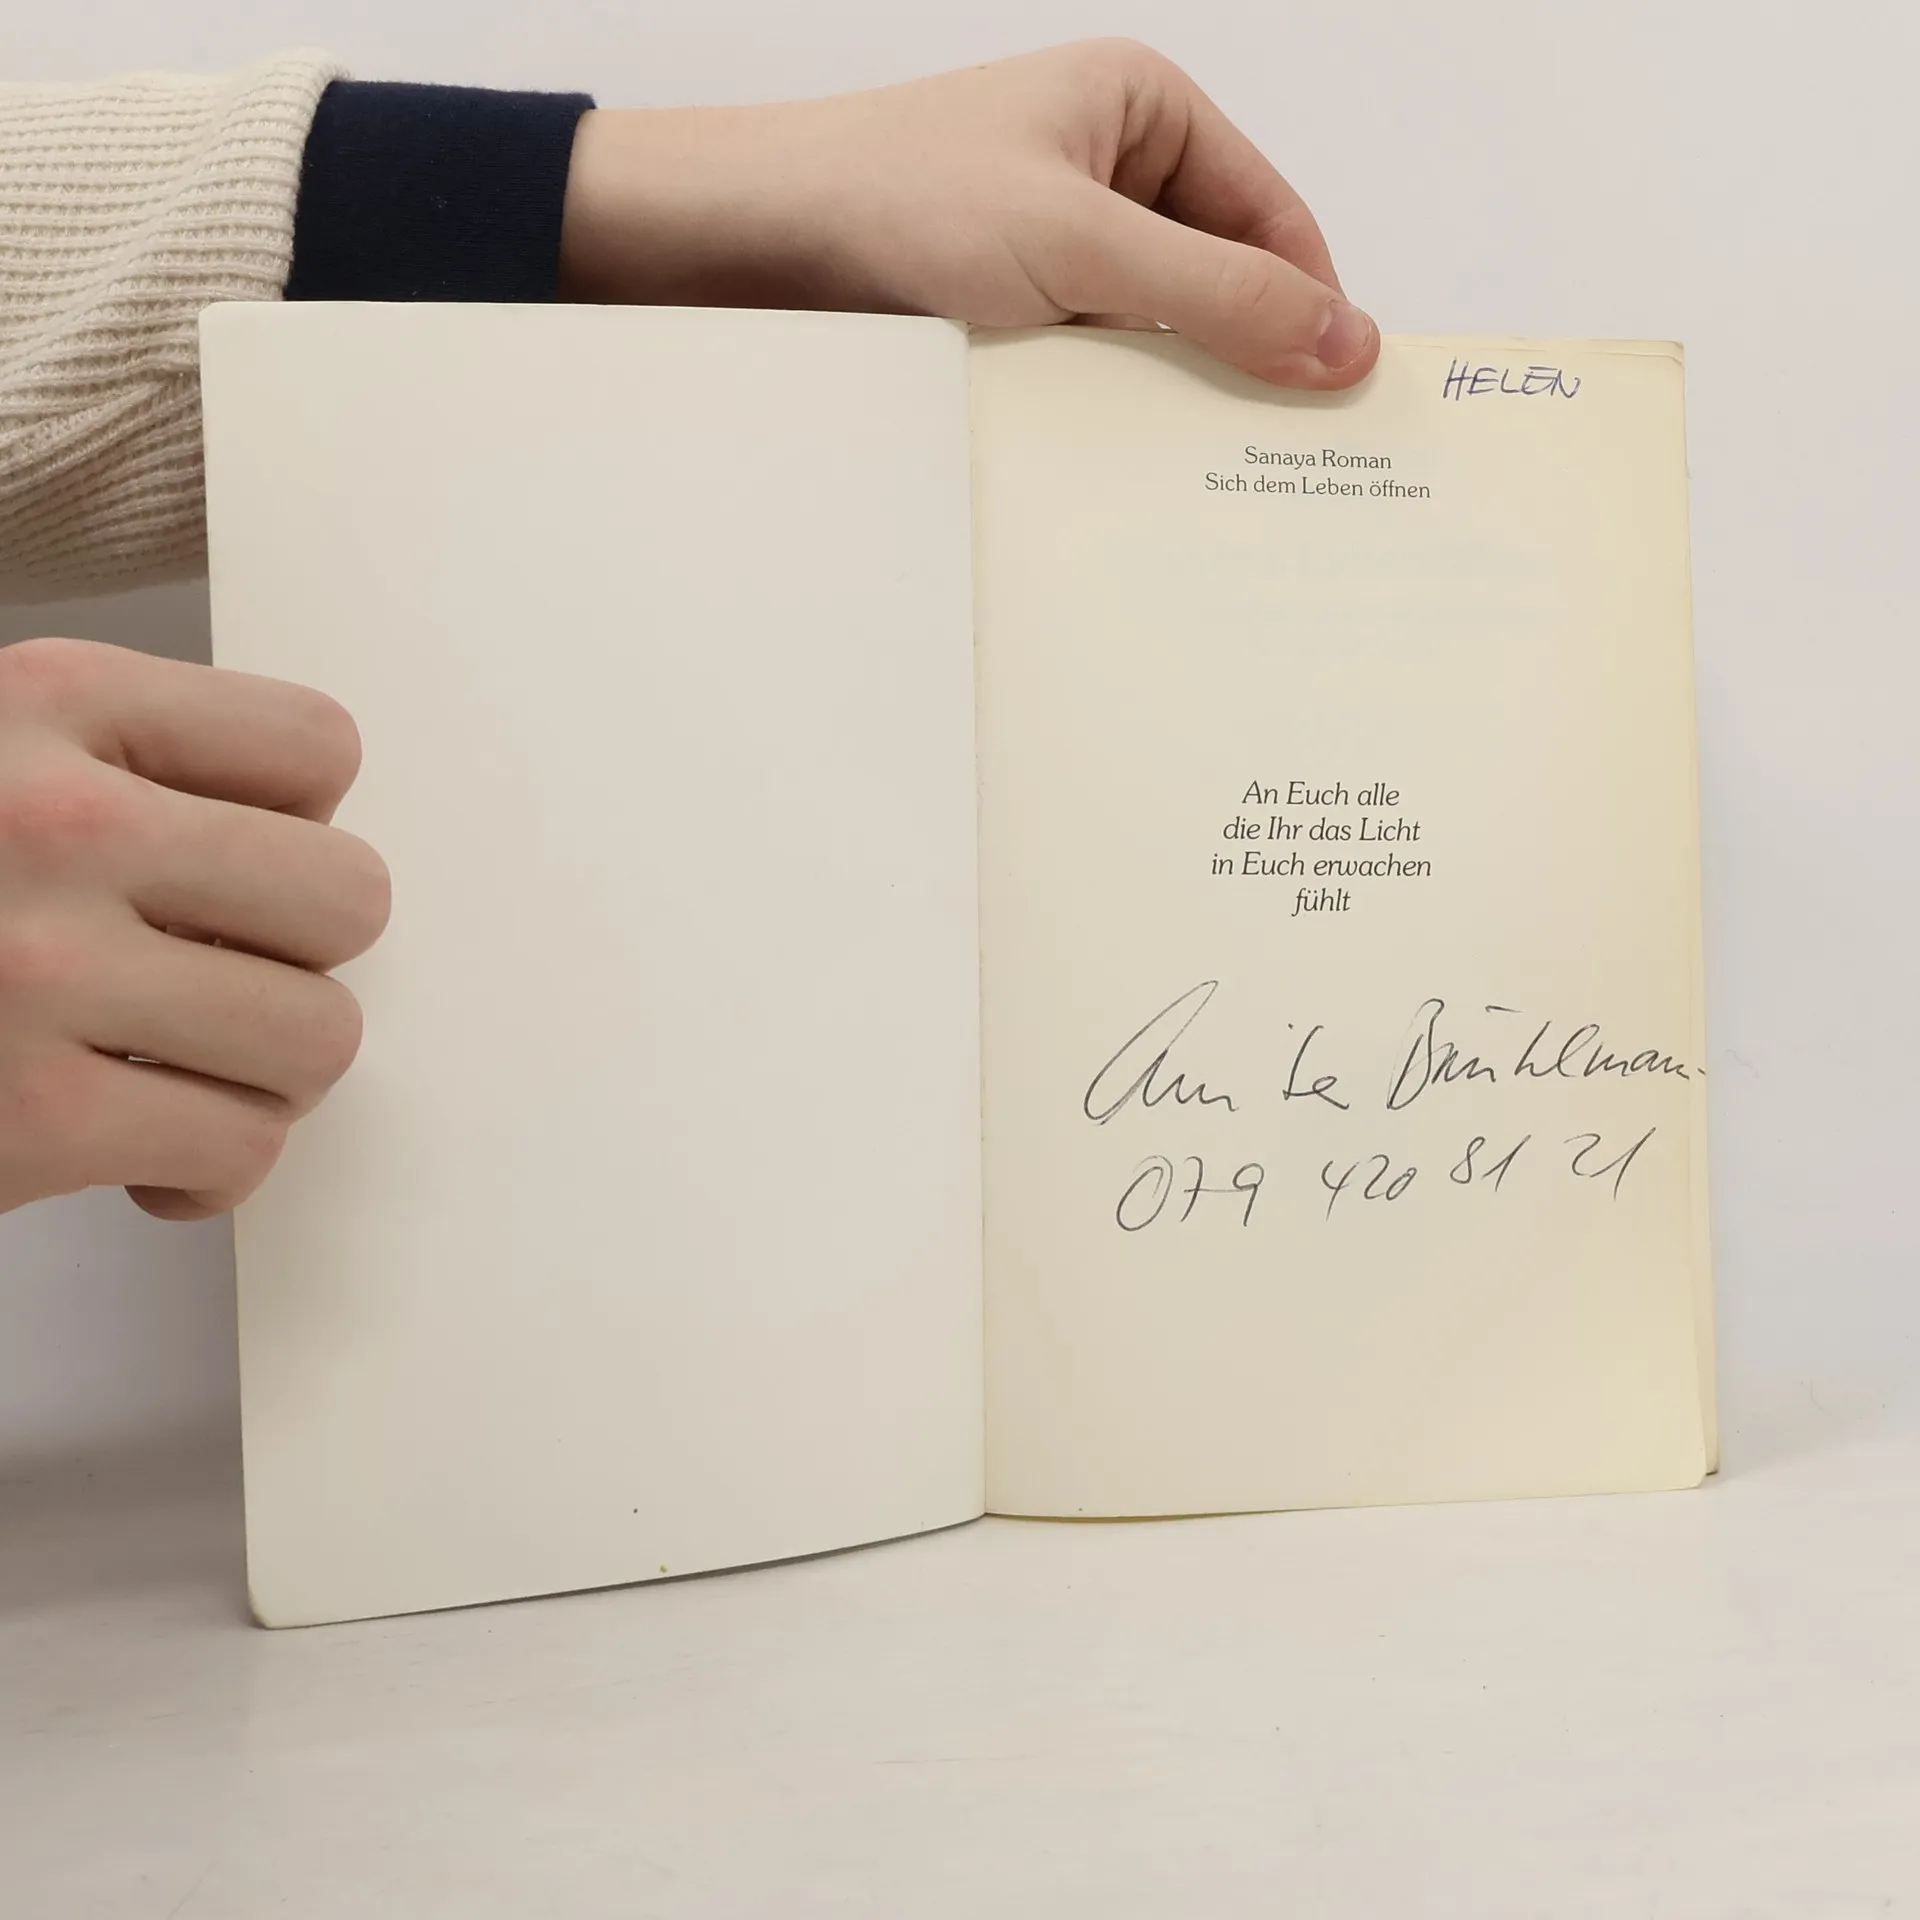 HELEN
Sanaya Roman
Sich dem Leben öffnen
An Euch alle
die Ihr das Licht
in Euch erwachen
fühlt
Brühlmann
079 420 81 21